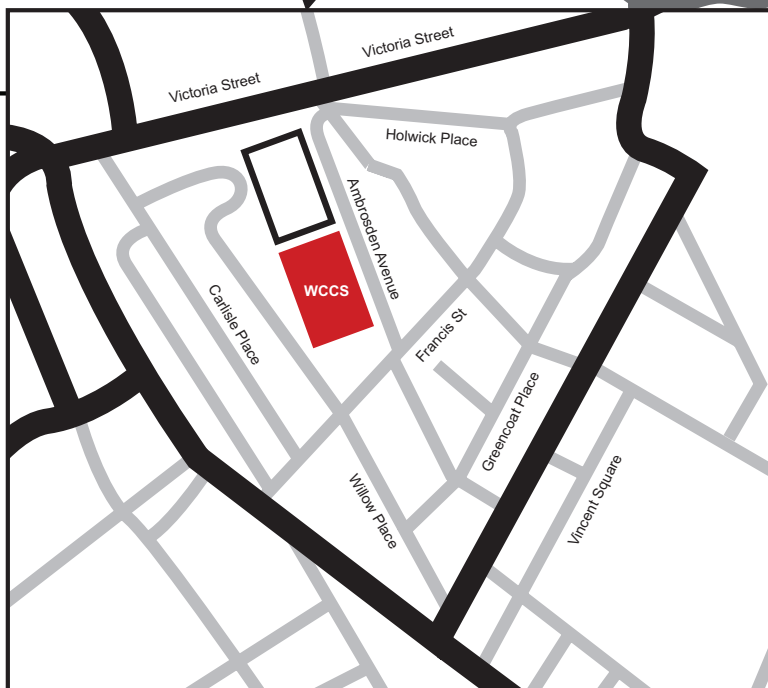 Victoria Street
Victoria Street
Holwick Place
Ambrosden Avenue
WCCS
Carlisle Place
Francis St
Greencoat Place
Willow Place
Vincent Square